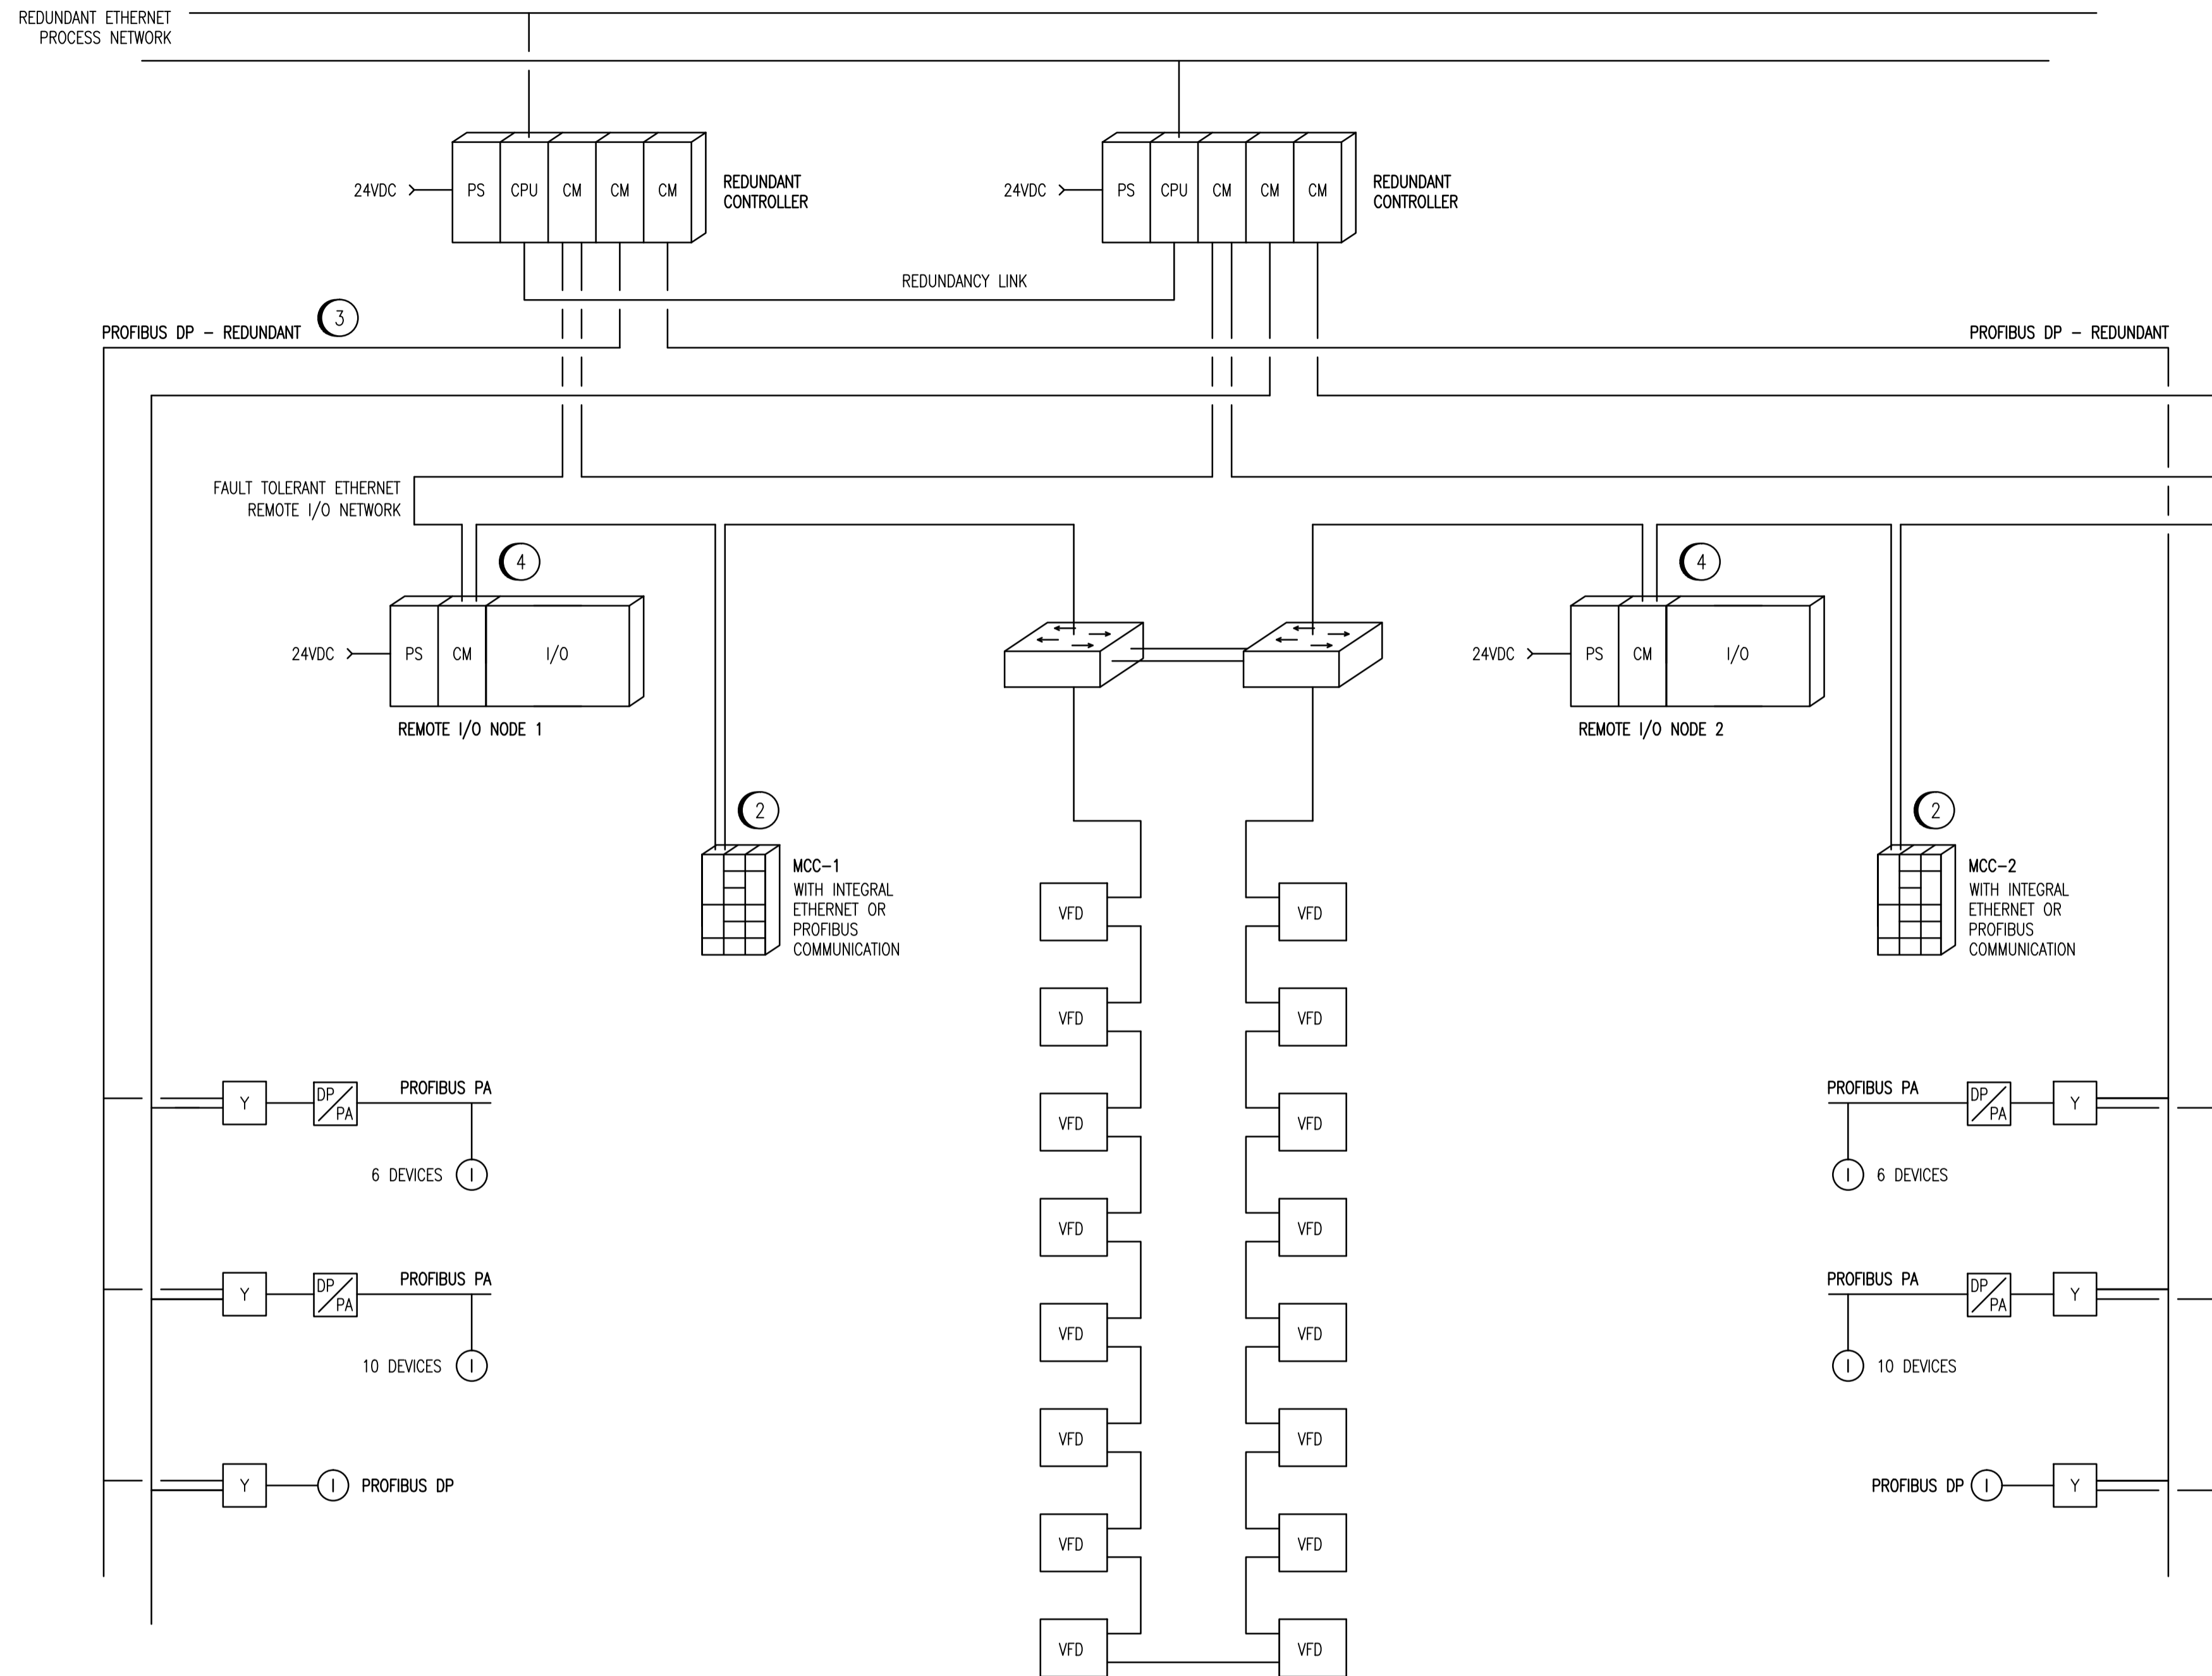 REDUNDANT ETHERNET
PROCESS NETWORK
24VDC
PS
CPU
CM
CM
CM
REDUNDANT
CONTROLLER
24VDC
PS
CPU
CM
CM
CM
REDUNDANT
CONTROLLER
REDUNDANCY LINK
PROFIBUS DP - REDUNDANT
3
PROFIBUS DP - REDUNDANT
FAULT TOLERANT ETHERNET
REMOTE I/O NETWORK
4
24VDC
PS
CM
I/O
REMOTE I/O NODE 1
4
24VDC
PS
CM
I/O
REMOTE I/O NODE 2
2
MCC-1
WITH INTEGRAL
ETHERNET OR
PROFIBUS
COMMUNICATION
2
MCC-2
WITH INTEGRAL
ETHERNET OR
PROFIBUS
COMMUNICATION
VFD
VFD
VFD
VFD
Y
DP
PA
PROFIBUS PA
6 DEVICES
I
VFD
VFD
PROFIBUS PA
DP
PA
Y
I
6 DEVICES
VFD
VFD
Y
DP
PA
PROFIBUS PA
10 DEVICES
I
VFD
VFD
PROFIBUS PA
DP
PA
Y
I
10 DEVICES
VFD
VFD
Y
I
PROFIBUS DP
PROFIBUS DP
I
Y
VFD
VFD
VFD
VFD